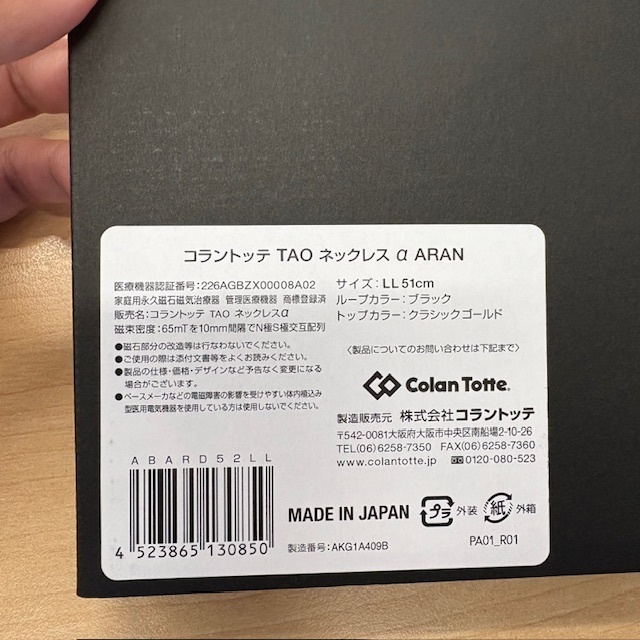 コラントッテ TAO ネックレス α ARAN
医療機器認証番号:226AGBZX00008A02
家庭用永久磁石磁気治療器 管理医療機器 商標登録済
販売名:コラントッテ TAO ネックレスα
磁束密度:65mTを10mm間隔でN極S極交互配列
●磁石部分の改造等は行なわないでください。
●ご使用の際は添付文書等をよくお読みください。
●製品の仕様・価格・デザインなど予告なく変更になる
場合がございます。
●ペースメーカなどの電磁障害の影響を受けやすい体内植込み
型医用電気機器を使用している方は使用しないでください。
サイズ: LL 51cm
ループカラー: ブラック
トップカラー: クラシックゴールド
〈製品についてのお問い合わせは下記まで〉
Colan Totte.
製造販売元 株式会社コラントッテ
〒542-0081大阪府大阪市中央区南船場2-10-26
TEL(06)6258-7350 FAX(06)6258-7360
www.colantotte.jp 0120-080-523
ABARD52LL
4 523865 130850
MADE IN JAPAN
製造番号: AKG1A409B
プラ 外装 紙 外箱
PA01_R01